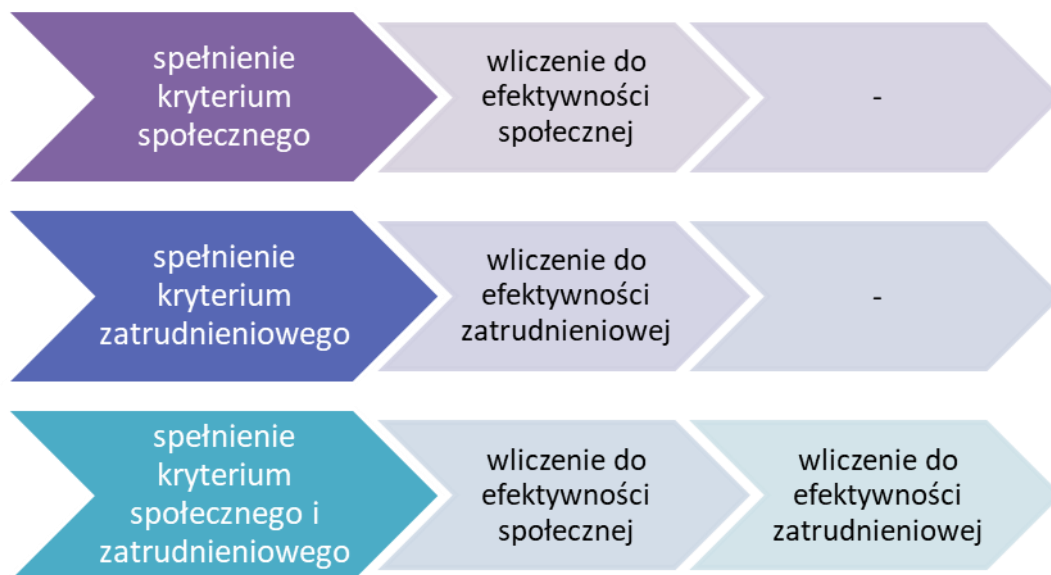 spełnienie
kryterium
społecznego
wliczenie do
efektywności
społecznej
-
spełnienie
kryterium
zatrudnieniowego
wliczenie do
efektywności
zatrudnieniowej
-
spełnienie
kryterium
społecznego i
zatrudnieniowego
wliczenie do
efektywności
społecznej
wliczenie do
efektywności
zatrudnieniowej